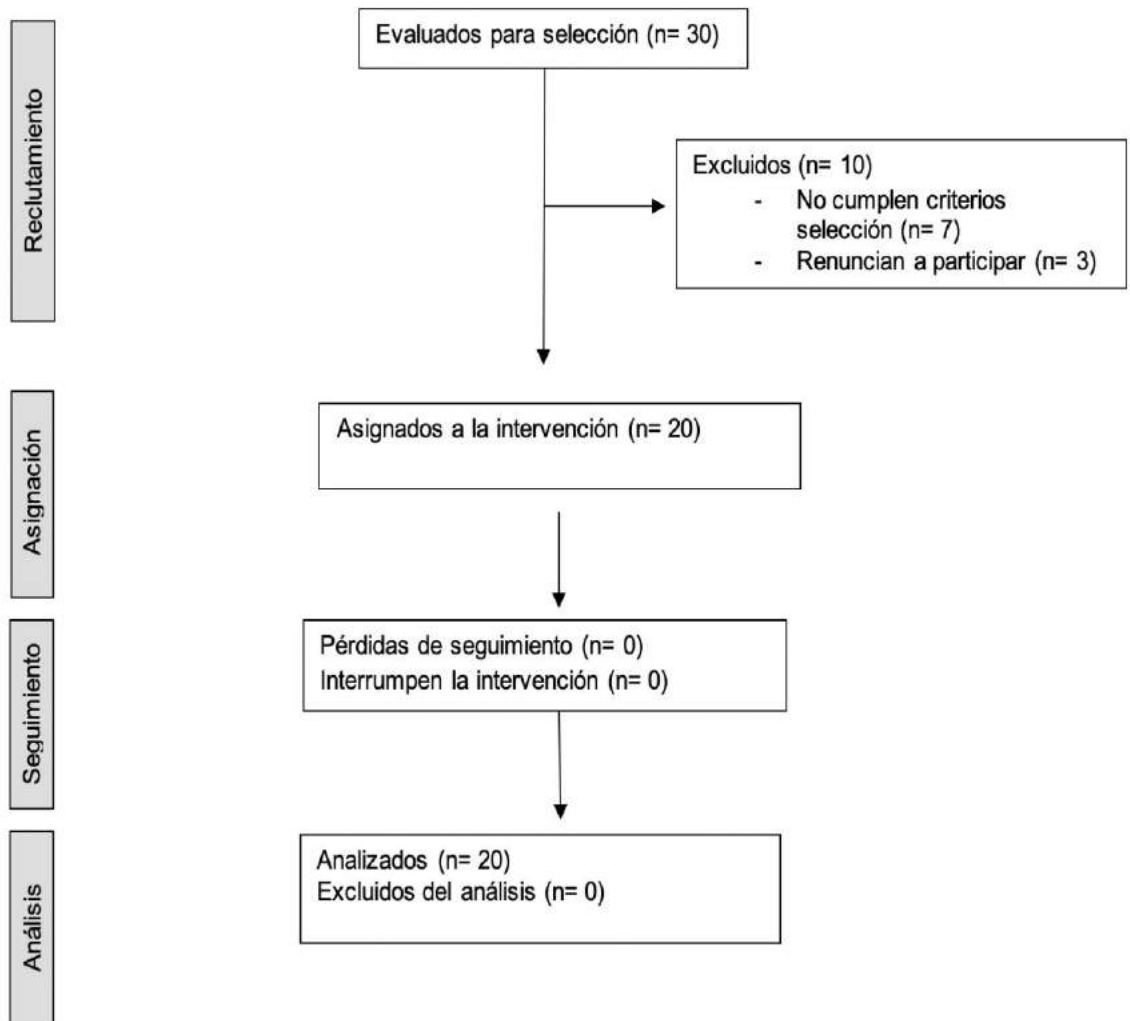 Reclutamiento
Evaluados para selección (n= 30)
Excluidos (n= 10)
- No cumplen criterios
selección (n= 7)
- Renuncian a participar (n= 3)
Asignación
Asignados a la intervención (n= 20)
Seguimiento
Pérdidas de seguimiento (n= 0)
Interrumpen la intervención (n= 0)
Análisis
Analizados (n= 20)
Excluidos del análisis (n= 0)